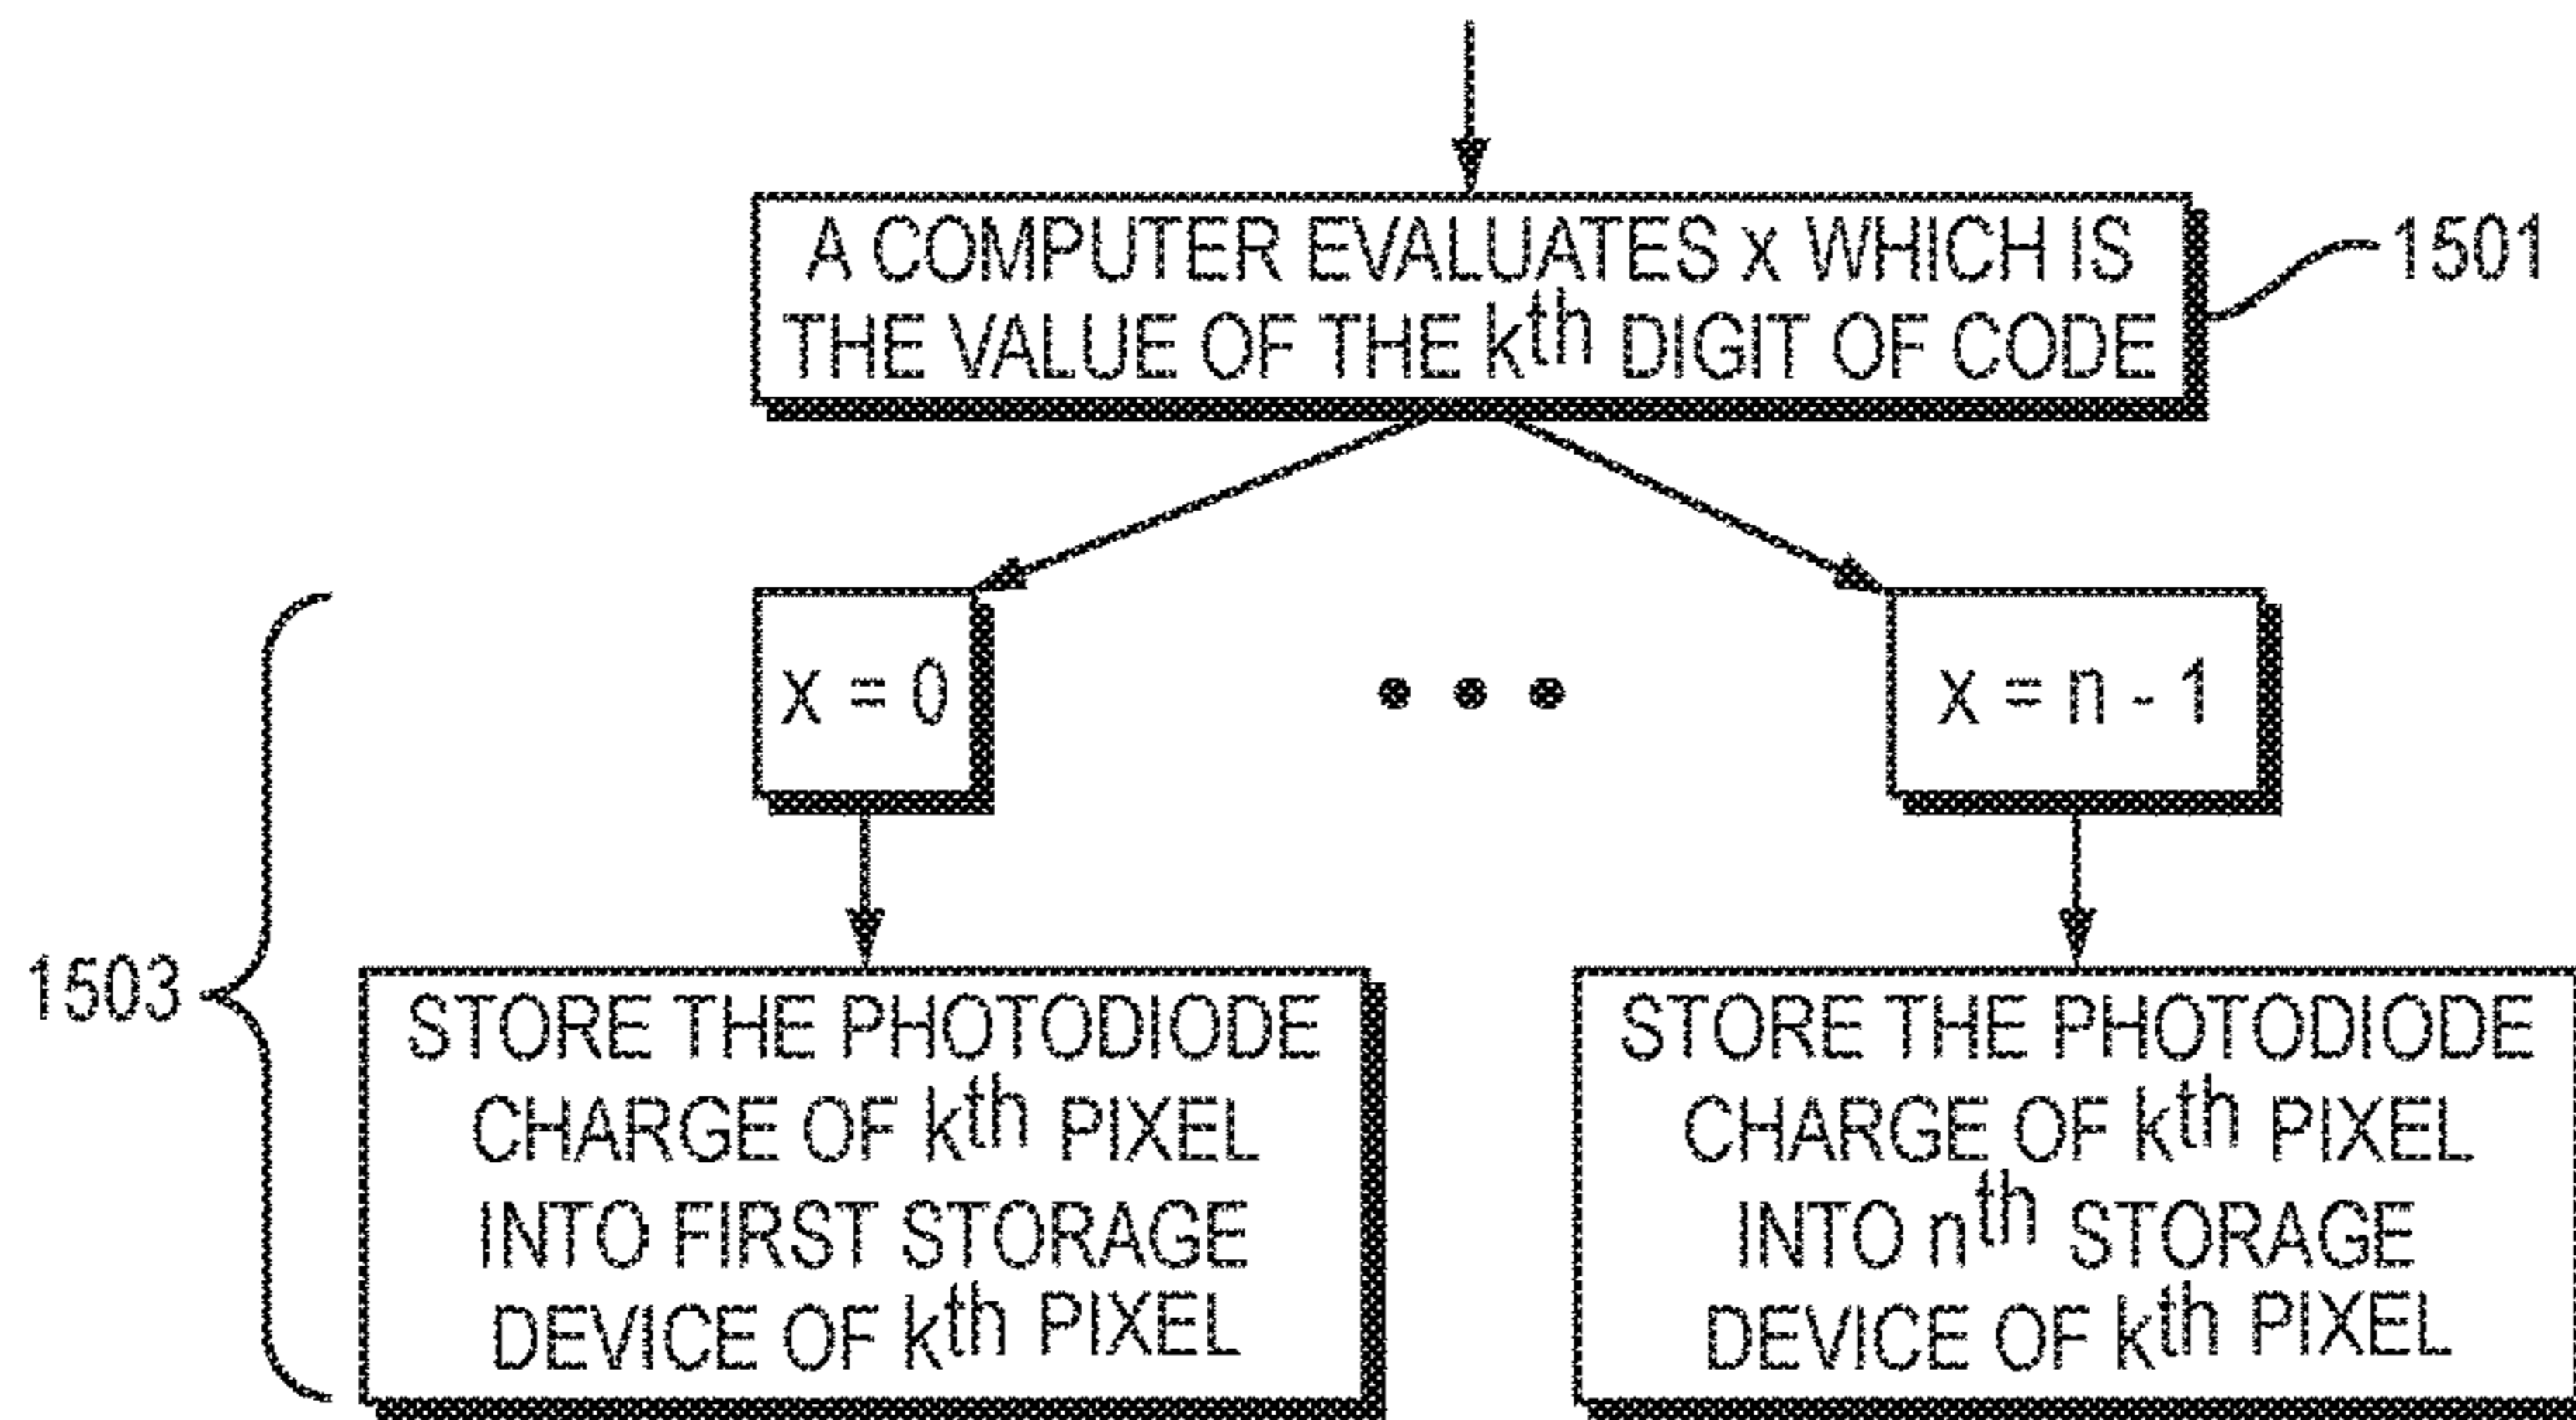 A COMPUTER EVALUATES x WHICH IS
THE VALUE OF THE kth DIGIT OF CODE
1501
x = 0
x = n - 1
1503
STORE THE PHOTODIODE
CHARGE OF kth PIXEL
INTO FIRST STORAGE
DEVICE OF kth PIXEL
STORE THE PHOTODIODE
CHARGE OF kth PIXEL
INTO nth STORAGE
DEVICE OF kth PIXEL